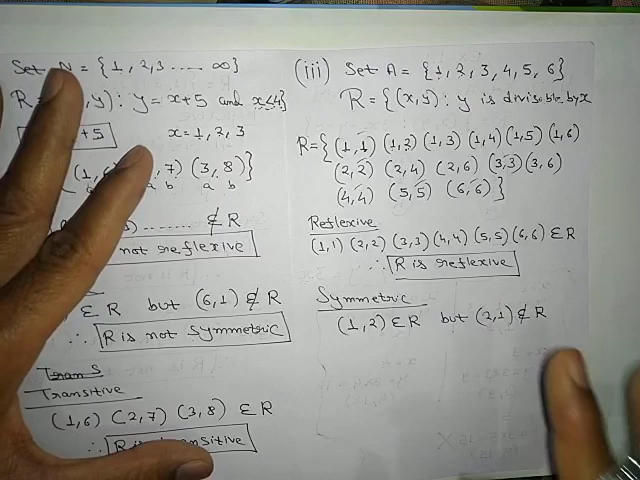 Set N = {1, 2, 3 ..... ∞}
R = , y) : y = x+5 and x<4}
+5 x = 1, 2, 3
(1, , 7) (3, 8)}
a b a b
) ........ ∉ R
not reflexive
∈ R but (6,1) ∉ R
∴ R is not symmetric
Trans
Transitive
(1,6) (2,7) (3,8) ∈ R
∴ R is ansitive
(iii) Set A = {1, 2, 3, 4, 5, 6}
R = {(x,y) : y is divisible by x
R = {(1,1) (1,2) (1,3) (1,4) (1,5) (1,6)
(2,2) (2,4) (2,6) (3,3) (3,6)
(4,4) (5,5) (6,6)}
Reflexive
(1,1) (2,2) (3,3) (4,4) (5,5) (6,6) ∈ R
∴ R is reflexive
Symmetric
(1,2) ∈ R but (2,1) ∉ R